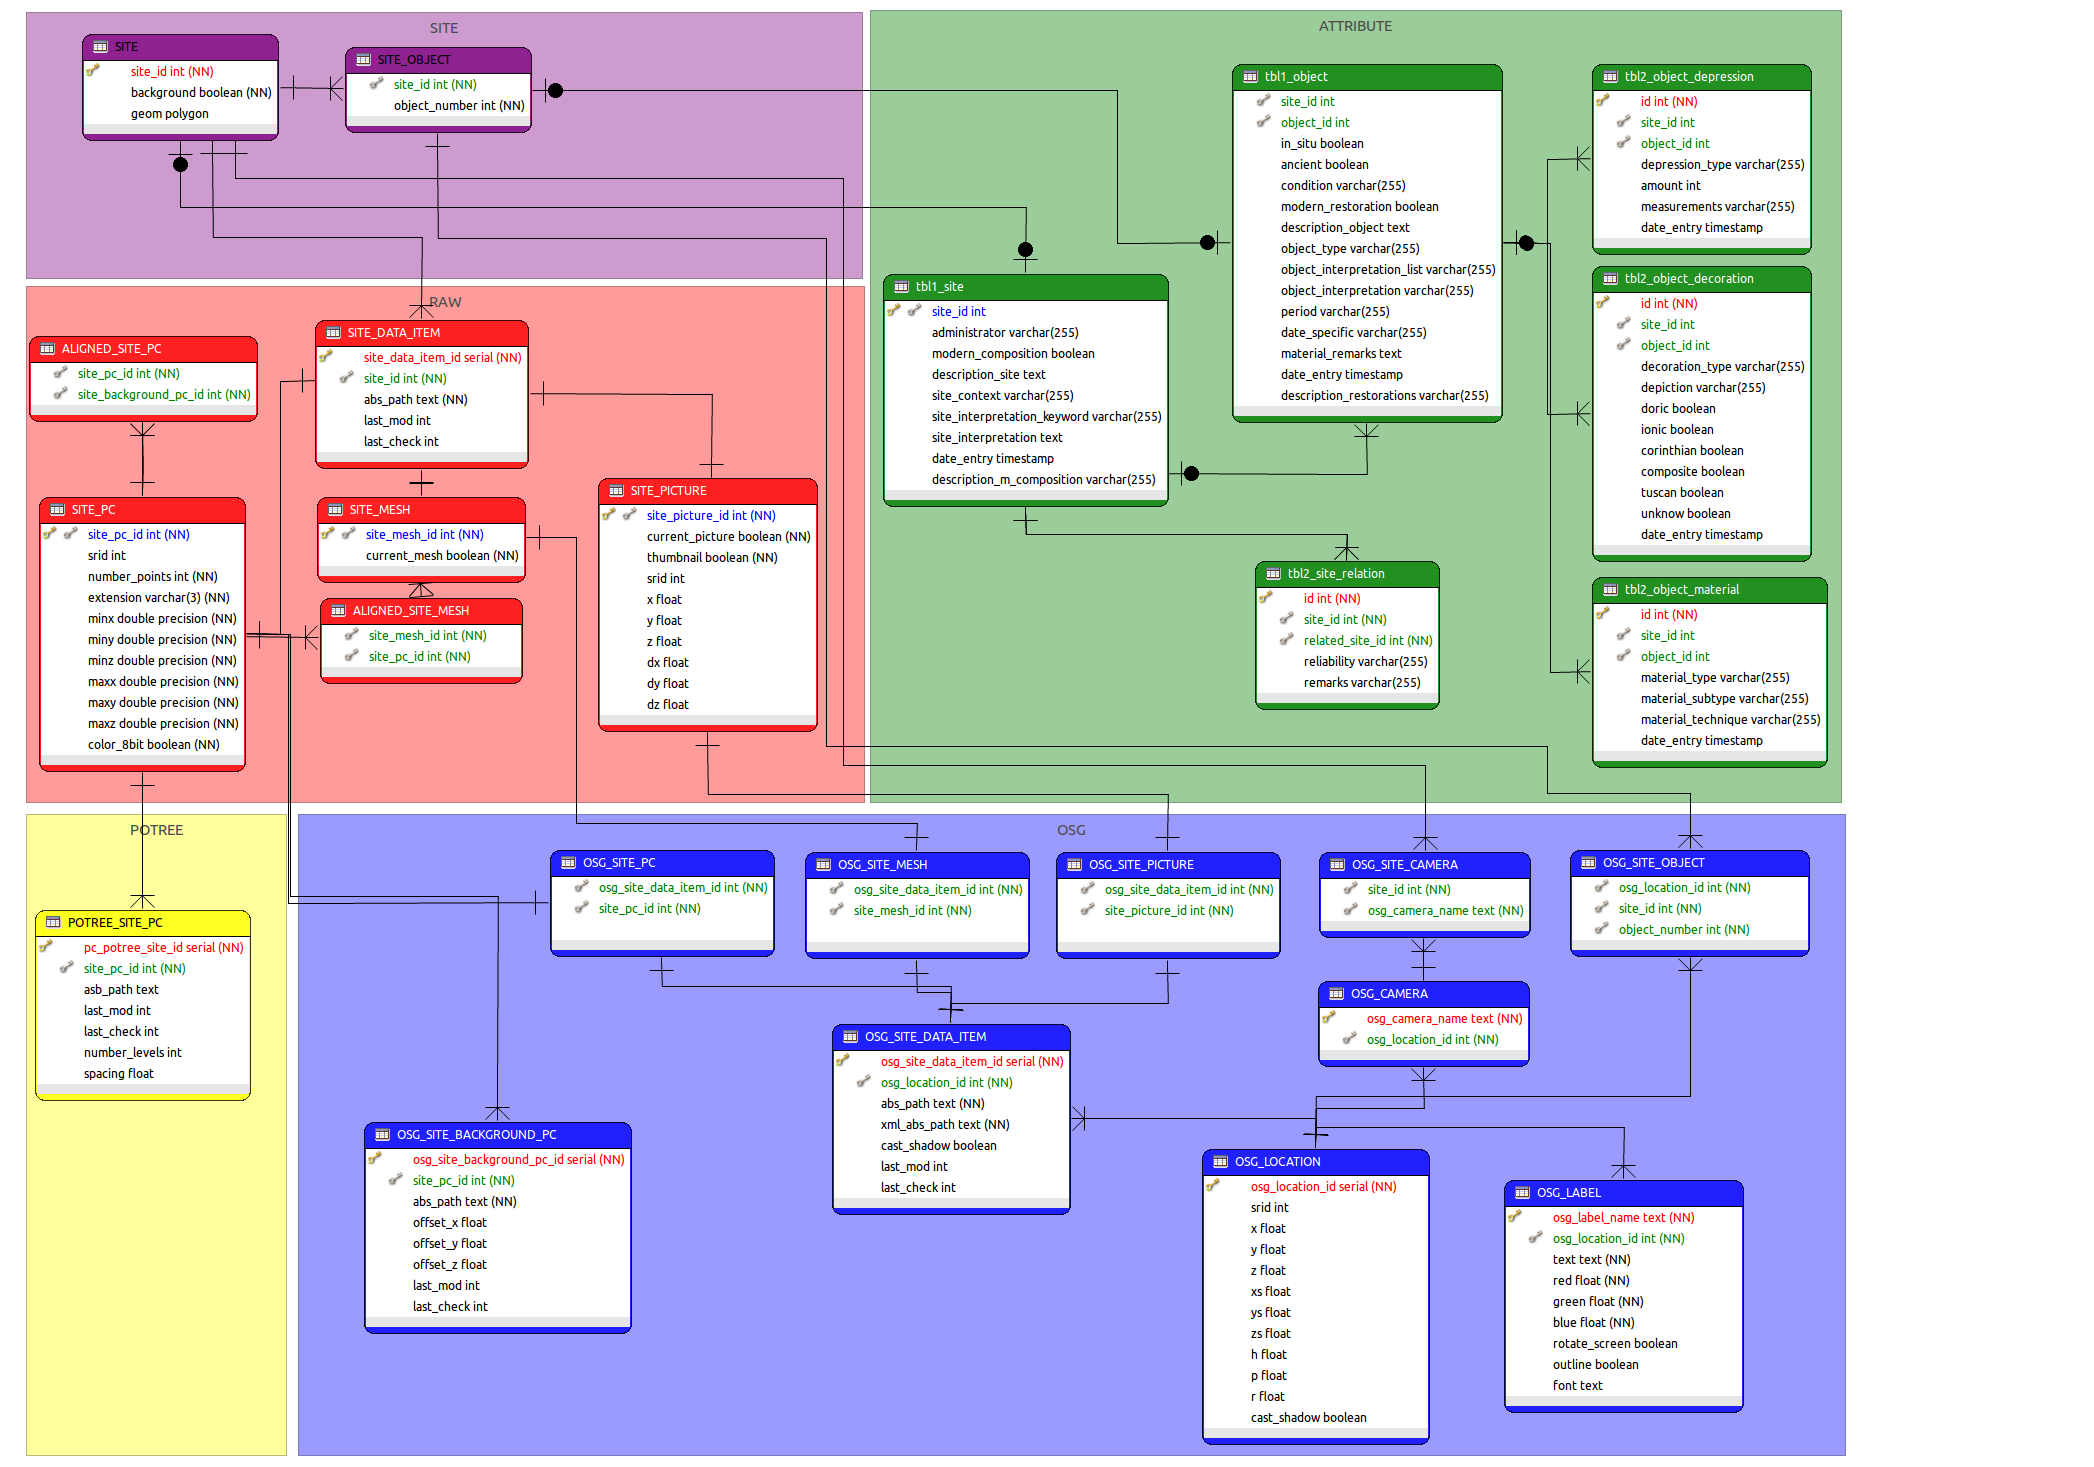 SITE
SITE
site_id int (NN)
background boolean (NN)
geom polygon
SITE_OBJECT
site_id int (NN)
object_number int (NN)
ATTRIBUTE
tbl1_object
site_id int
object_id int
in_situ boolean
ancient boolean
condition varchar(255)
modern_restoration boolean
description_object text
object_type varchar(255)
object_interpretation_list varchar(255)
object_interpretation varchar(255)
period varchar(255)
date_specific varchar(255)
material_remarks text
date_entry timestamp
description_restorations varchar(255)
tbl2_object_depression
id int (NN)
site_id int
object_id int
depression_type varchar(255)
amount int
measurements varchar(255)
date_entry timestamp
tbl2_object_decoration
id int (NN)
site_id int
object_id int
decoration_type varchar(255)
depiction varchar(255)
doric boolean
ionic boolean
corinthian boolean
composite boolean
tuscan boolean
unknow boolean
date_entry timestamp
tbl1_site
site_id int
administrator varchar(255)
modern_composition boolean
description_site text
site_context varchar(255)
site_interpretation_keyword varchar(255)
site_interpretation text
date_entry timestamp
description_m_composition varchar(255)
tbl2_site_relation
id int (NN)
site_id int (NN)
related_site_id int (NN)
reliability varchar(255)
remarks varchar(255)
tbl2_object_material
id int (NN)
site_id int
object_id int
material_type varchar(255)
material_subtype varchar(255)
material_technique varchar(255)
date_entry timestamp
RAW
ALIGNED_SITE_PC
site_pc_id int (NN)
site_background_pc_id int (NN)
SITE_DATA_ITEM
site_data_item_id serial (NN)
site_id int (NN)
abs_path text (NN)
last_mod int
last_check int
SITE_PC
site_pc_id int (NN)
srid int
number_points int (NN)
extension varchar(3) (NN)
minx double precision (NN)
miny double precision (NN)
minz double precision (NN)
maxx double precision (NN)
maxy double precision (NN)
maxz double precision (NN)
color_8bit boolean (NN)
SITE_MESH
site_mesh_id int (NN)
current_mesh boolean (NN)
ALIGNED_SITE_MESH
site_mesh_id int (NN)
site_pc_id int (NN)
SITE_PICTURE
site_picture_id int (NN)
current_picture boolean (NN)
thumbnail boolean (NN)
srid int
x float
y float
z float
dx float
dy float
dz float
POTREE
POTREE_SITE_PC
pc_potree_site_id serial (NN)
site_pc_id int (NN)
asb_path text
last_mod int
last_check int
number_levels int
spacing float
OSG
OSG_SITE_PC
osg_site_data_item_id int (NN)
site_pc_id int (NN)
OSG_SITE_MESH
osg_site_data_item_id int (NN)
site_mesh_id int (NN)
OSG_SITE_PICTURE
osg_site_data_item_id int (NN)
site_picture_id int (NN)
OSG_SITE_CAMERA
site_id int (NN)
osg_camera_name text (NN)
OSG_SITE_OBJECT
osg_location_id int (NN)
site_id int (NN)
object_number int (NN)
OSG_CAMERA
osg_camera_name text (NN)
osg_location_id int (NN)
OSG_SITE_DATA_ITEM
osg_site_data_item_id serial (NN)
osg_location_id int (NN)
abs_path text (NN)
xml_abs_path text (NN)
cast_shadow boolean
last_mod int
last_check int
OSG_SITE_BACKGROUND_PC
osg_site_background_pc_id serial (NN)
site_pc_id int (NN)
abs_path text (NN)
offset_x float
offset_y float
offset_z float
last_mod int
last_check int
OSG_LOCATION
osg_location_id serial (NN)
srid int
x float
y float
z float
xs float
ys float
zs float
h float
p float
r float
cast_shadow boolean
OSG_LABEL
osg_label_name text (NN)
osg_location_id int (NN)
text text (NN)
red float (NN)
green float (NN)
blue float (NN)
rotate_screen boolean
outline boolean
font text